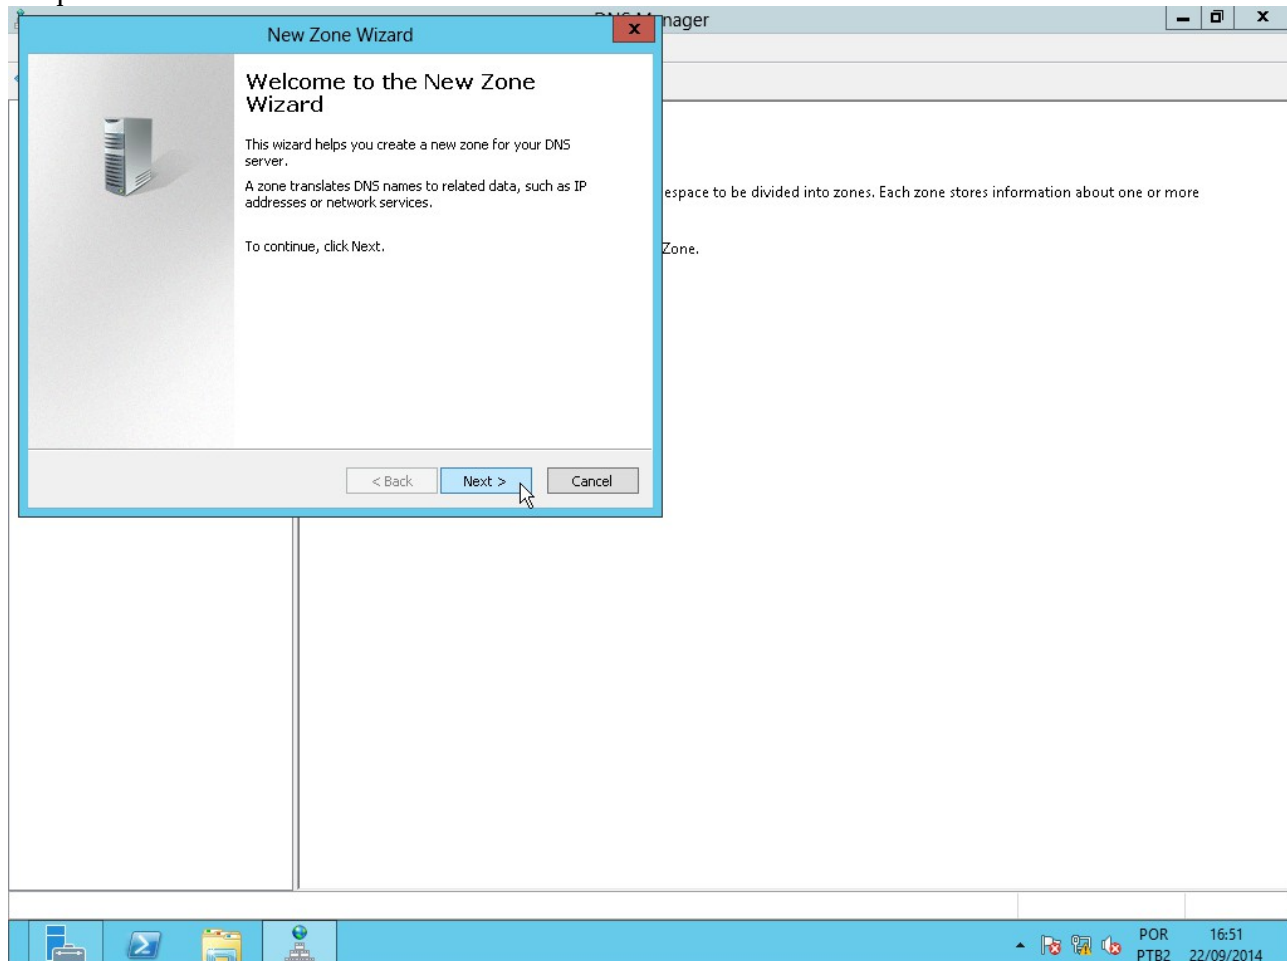 DNS Manager
New Zone Wizard
Welcome to the New Zone
Wizard
This wizard helps you create a new zone for your DNS
server.
A zone translates DNS names to related data, such as IP
addresses or network services.
To continue, click Next.
< Back
Next >
Cancel
espace to be divided into zones. Each zone stores information about one or more
Zone.
POR
PTB2
16:51
22/09/2014